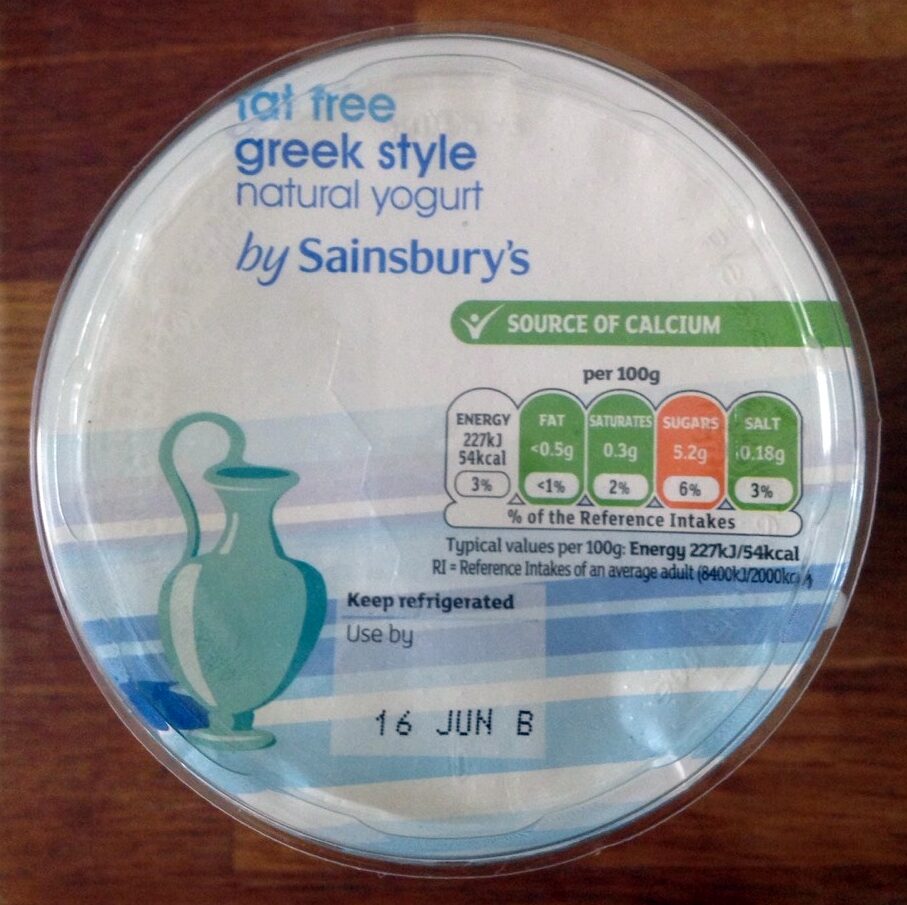 fat free
greek style
natural yogurt
by Sainsbury's
SOURCE OF CALCIUM
per 100g
ENERGY FAT SATURATES SUGARS SALT
227kJ
54kcal <0.5g 0.3g 5.2g 0.18g
3% <1% 2% 6% 3%
% of the Reference Intakes
Typical values per 100g: Energy 227kJ/54kcal
RI = Reference Intakes of an average adult (8400kJ/2000kc
Keep refrigerated
Use by
16 JUN B